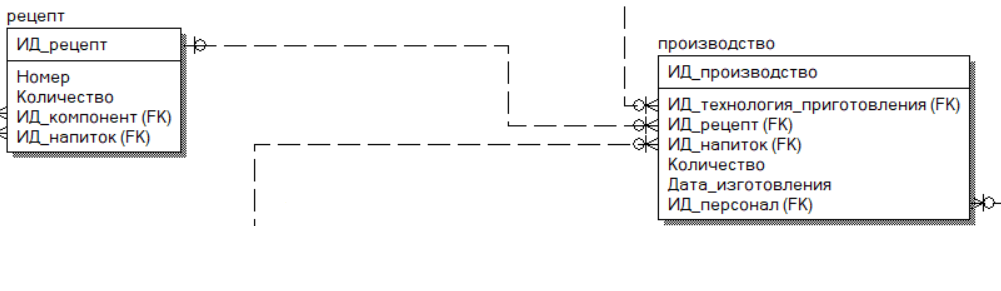 рецепт
ИД_рецепт
Номер
Количество
ИД_компонент (FK)
ИД_напиток (FK)
производство
ИД_производство
ИД_технология_приготовления (FK)
ИД_рецепт (FK)
ИД_напиток (FK)
Количество
Дата_изготовления
ИД_персонал (FK)